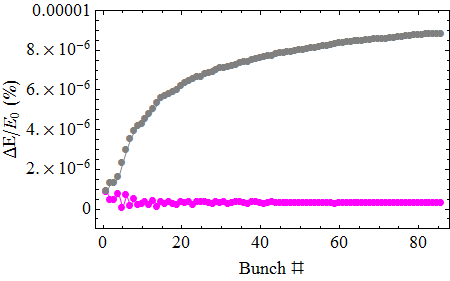 0.00001
8. × 10⁻⁶
6. × 10⁻⁶
4. × 10⁻⁶
2. × 10⁻⁶
0
ΔE/E₀ (%)
0 20 40 60 80
Bunch #